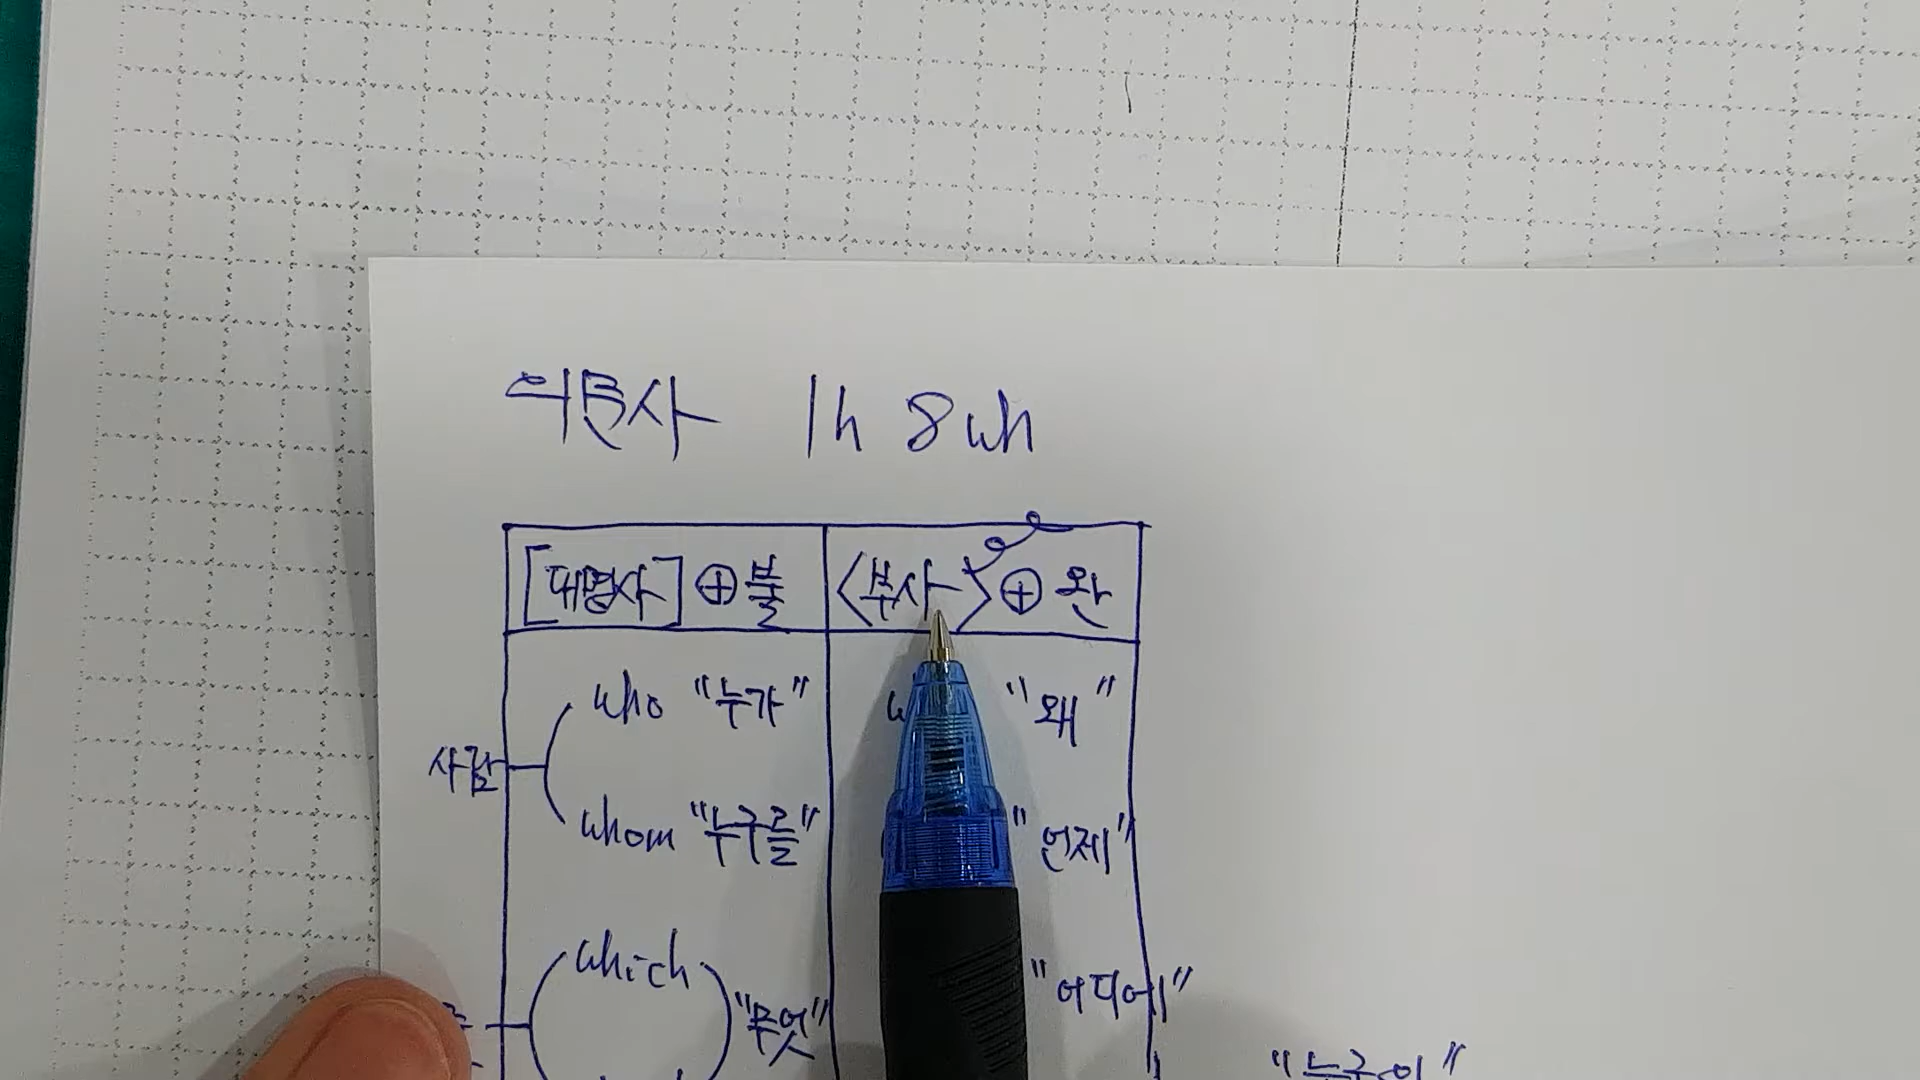 의문사 1h 8wh
[대명사] ⊕ 불 <부사> ⊕ 완
who "누가" "왜"
사람
whom "누구를" "언제"
which "어디에"
"무엇"
"누구의"